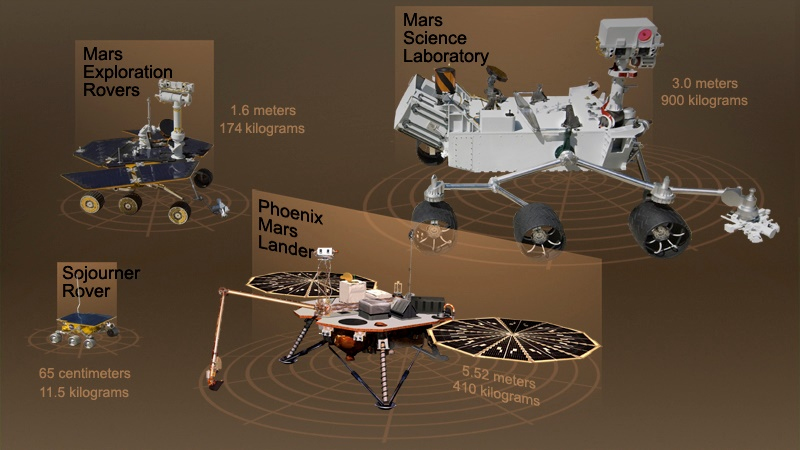 Mars
Exploration
Rovers
1.6 meters
174 kilograms
Mars
Science
Laboratory
3.0 meters
900 kilograms
Phoenix
Mars
Lander
5.52 meters
410 kilograms
Sojourner
Rover
65 centimeters
11.5 kilograms